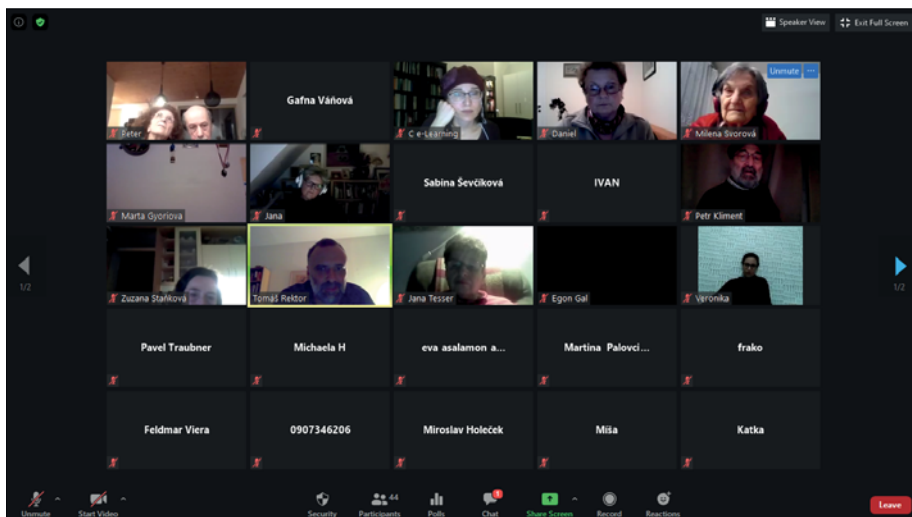 Speaker View
Exit Full Screen
Peter
Gafna Váňová
C e-Learning
Daniel
Unmute ...
Milena Švorová
Marta Gyoriova
Jana
Sabina Ševčíková
IVAN
Petr Kliment
Zuzana Staňková
Tomáš Rektor
Jana Tesser
Egon Gal
Veronika
1/2
1/2
Pavel Traubner
Michaela H
eva asalamon a...
Martina Palovci...
frako
Feldmar Viera
0907346206
Miroslav Holeček
Míša
Katka
Unmute
Start Video
Security
44
Participants
Polls
1
Chat
Share Screen
Record
Reactions
Leave